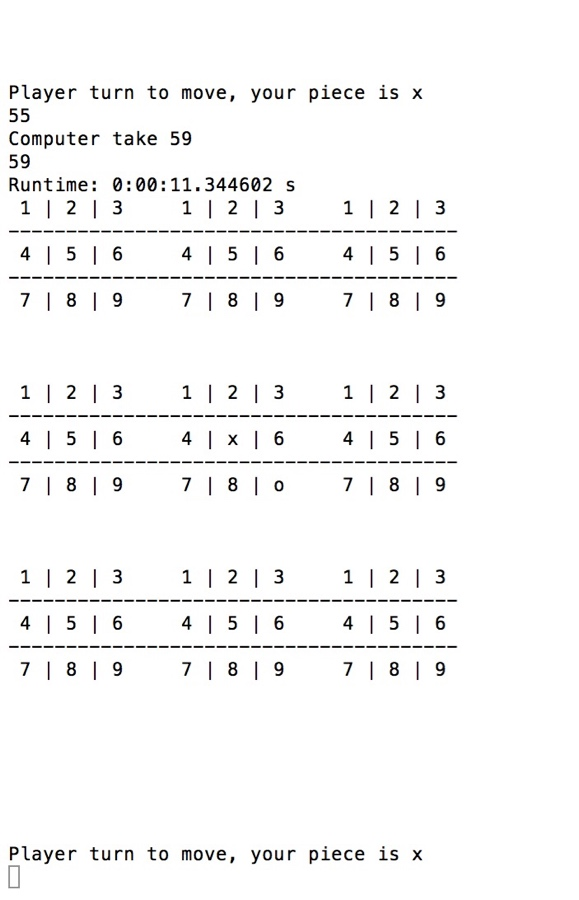 Player turn to move, your piece is x
55
Computer take 59
59
Runtime: 0:00:11.344602 s
1 | 2 | 3     1 | 2 | 3     1 | 2 | 3
---------------------------------------
4 | 5 | 6     4 | 5 | 6     4 | 5 | 6
---------------------------------------
7 | 8 | 9     7 | 8 | 9     7 | 8 | 9
1 | 2 | 3     1 | 2 | 3     1 | 2 | 3
---------------------------------------
4 | 5 | 6     4 | x | 6     4 | 5 | 6
---------------------------------------
7 | 8 | 9     7 | 8 | o     7 | 8 | 9
1 | 2 | 3     1 | 2 | 3     1 | 2 | 3
---------------------------------------
4 | 5 | 6     4 | 5 | 6     4 | 5 | 6
---------------------------------------
7 | 8 | 9     7 | 8 | 9     7 | 8 | 9
Player turn to move, your piece is x